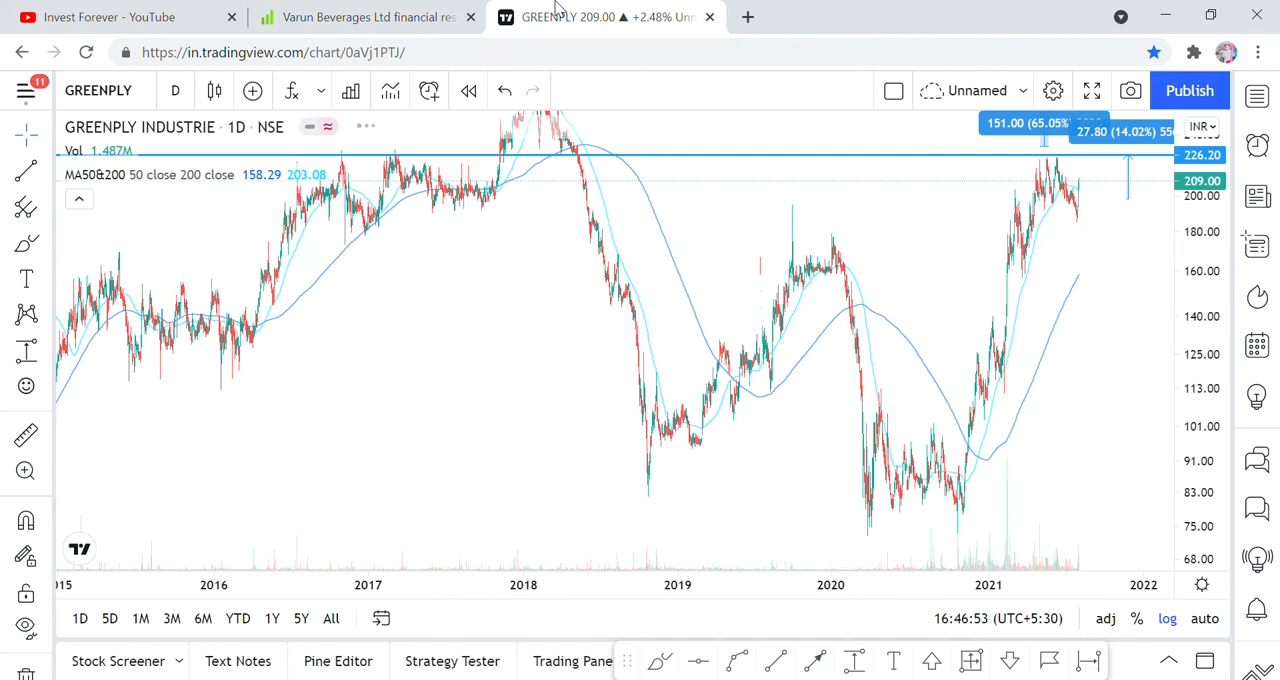 Invest Forever - YouTube
Varun Beverages Ltd financial res
GREENPLY 209.00 ▲ +2.48% Unn
https://in.tradingview.com/chart/0aVj1PTJ/
11
GREENPLY
D
Unnamed
Publish
GREENPLY INDUSTRIE · 1D · NSE
Vol 1.487M
MA50&200 50 close 200 close 158.29 203.08
151.00 (65.05%)
27.80 (14.02%) 55
INR
226.20
209.00
200.00
180.00
160.00
140.00
125.00
113.00
101.00
91.00
83.00
75.00
68.00
015 2016 2017 2018 2019 2020 2021 2022
1D 5D 1M 3M 6M YTD 1Y 5Y All
16:46:53 (UTC+5:30)
adj % log auto
Stock Screener
Text Notes
Pine Editor
Strategy Tester
Trading Pane